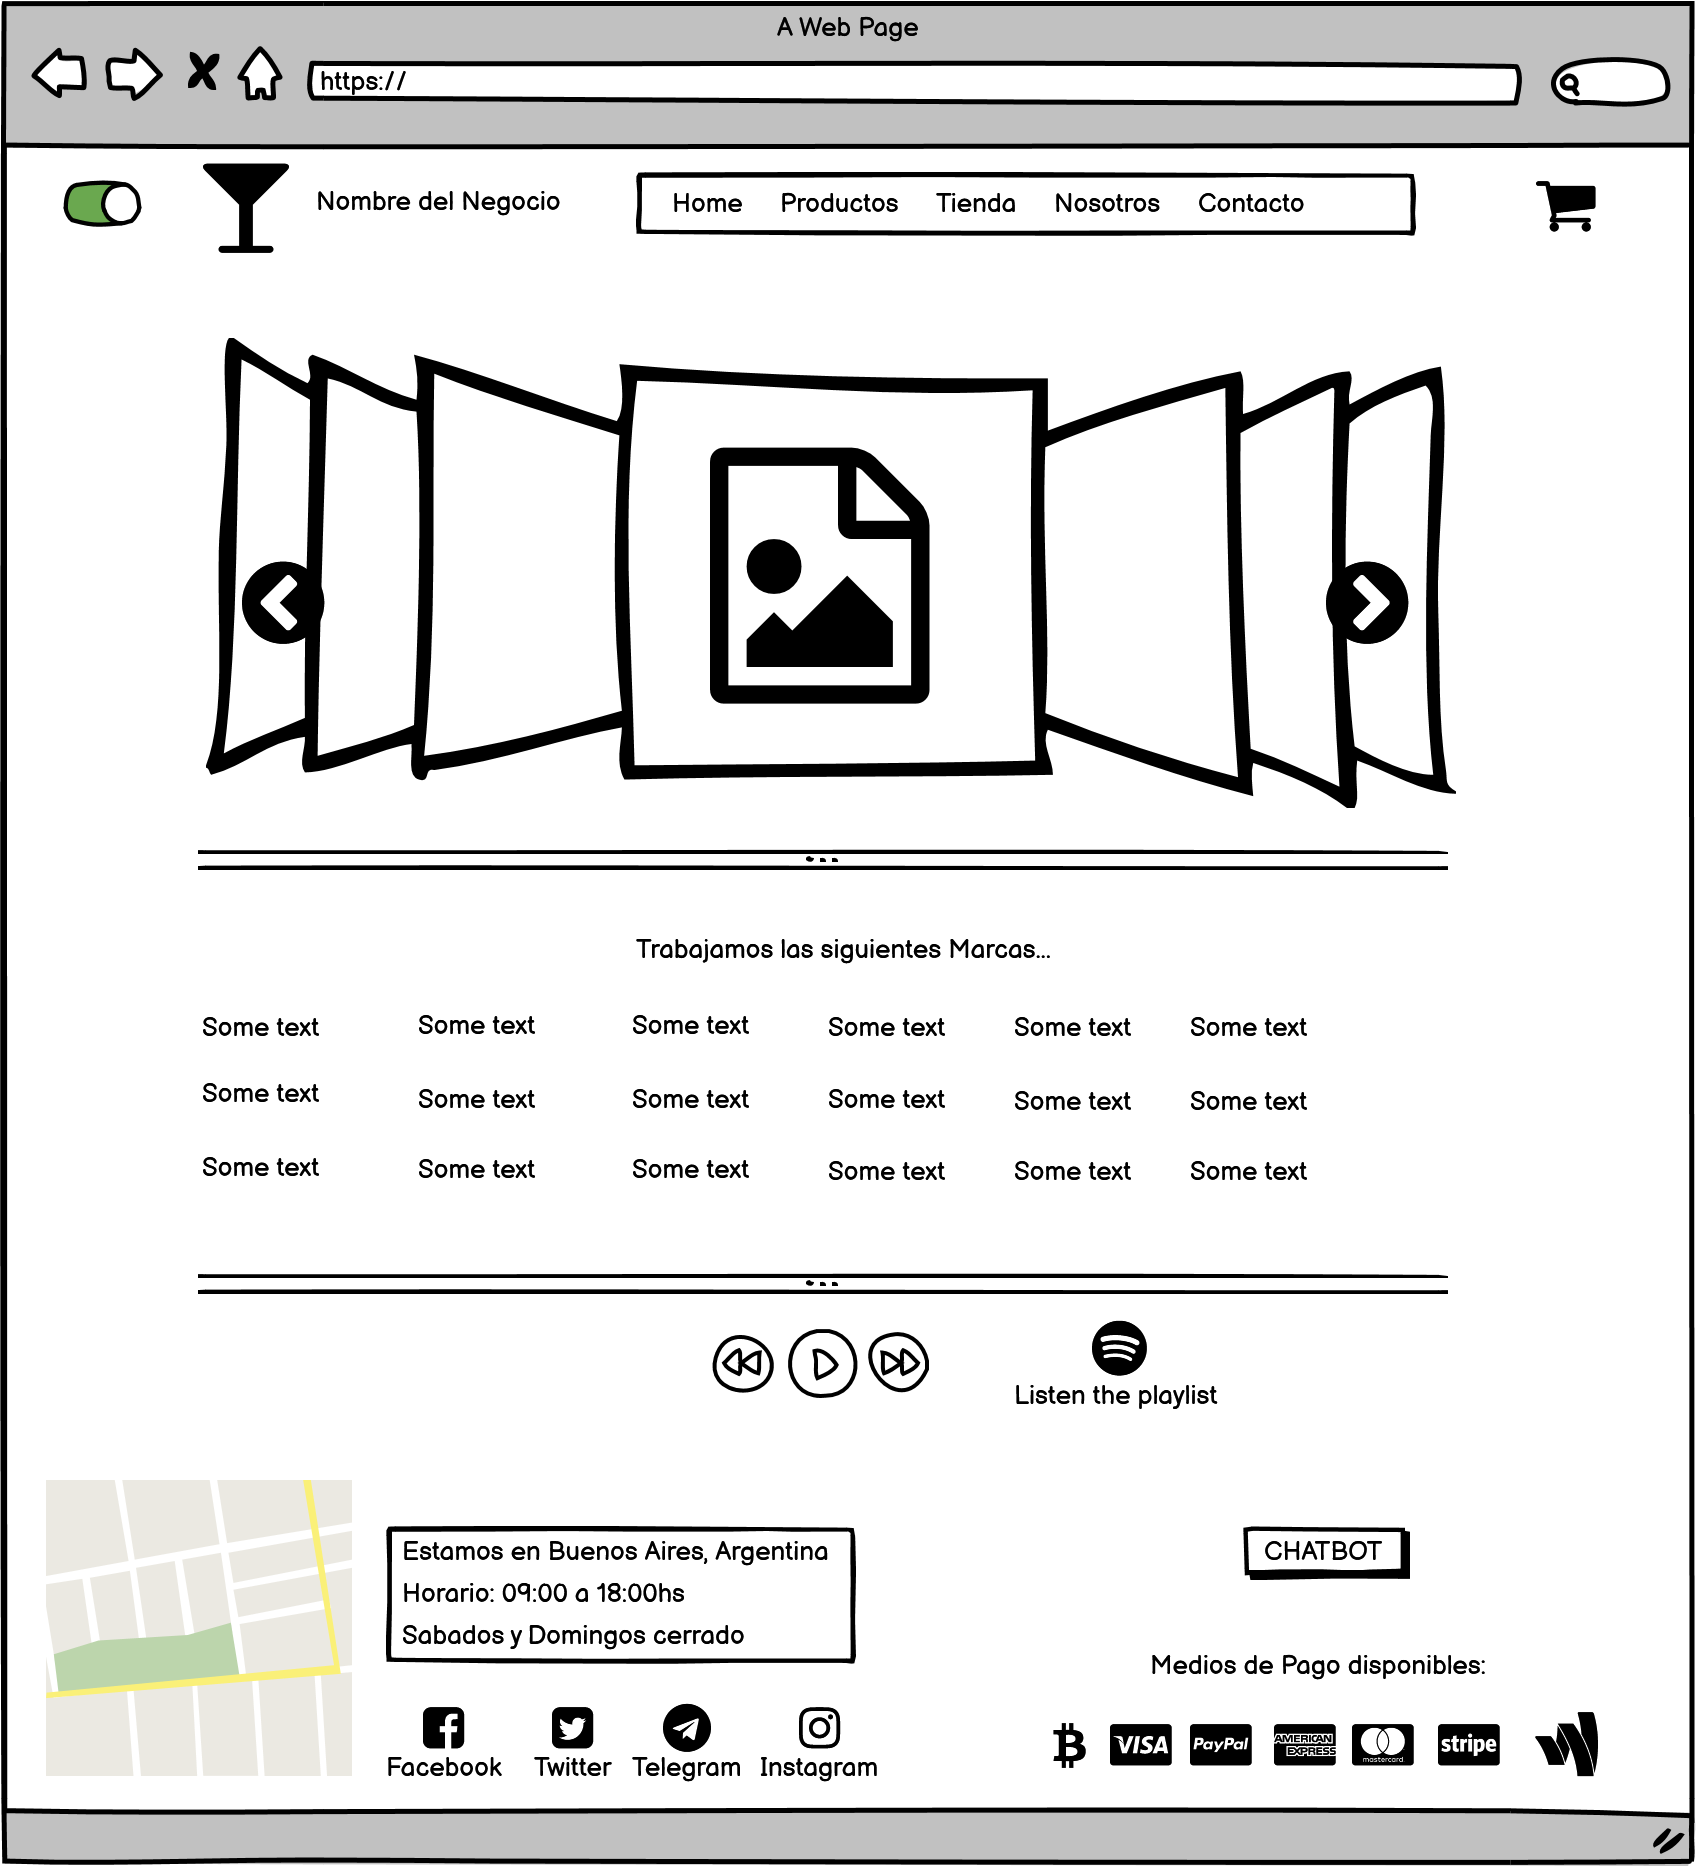 A Web Page
https://
Nombre del Negocio
Home Productos Tienda Nosotros Contacto
Trabajamos las siguientes Marcas...
Some text Some text Some text Some text Some text Some text
Some text Some text Some text Some text Some text Some text
Some text Some text Some text Some text Some text Some text
Listen the playlist
Estamos en Buenos Aires, Argentina
Horario: 09:00 a 18:00hs
Sabados y Domingos cerrado
CHATBOT
Medios de Pago disponibles:
VISA PayPal AMERICAN EXPRESS mastercard stripe
Facebook Twitter Telegram Instagram